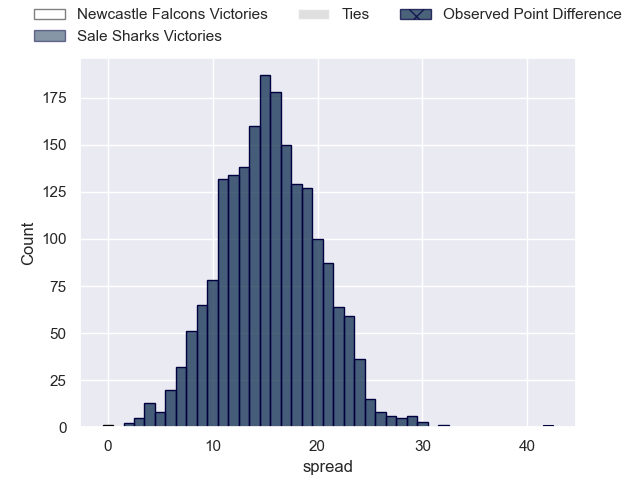 Newcastle Falcons Victories
Ties
Observed Point Difference
Sale Sharks Victories
175
150
125
100
75
50
25
0
Count
0 10 20 30 40
spread